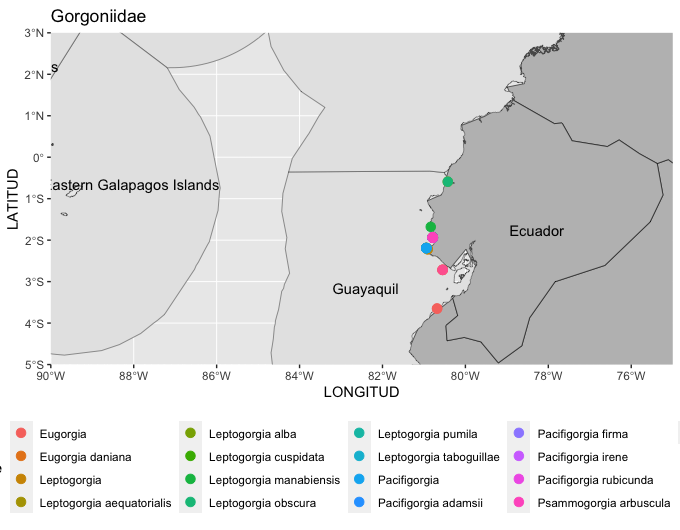 Gorgoniidae
3°N
2°N
1°N
0°
1°S
2°S
3°S
4°S
5°S
LATITUD
s
astern Galapagos Islands
Ecuador
Guayaquil
90°W 88°W 86°W 84°W 82°W 80°W 78°W 76°W
LONGITUD
e
Eugorgia
Eugorgia daniana
Leptogorgia
Leptogorgia aequatorialis
Leptogorgia alba
Leptogorgia cuspidata
Leptogorgia manabiensis
Leptogorgia obscura
Leptogorgia pumila
Leptogorgia taboguillae
Pacifigorgia
Pacifigorgia adamsii
Pacifigorgia firma
Pacifigorgia irene
Pacifigorgia rubicunda
Psammogorgia arbuscula